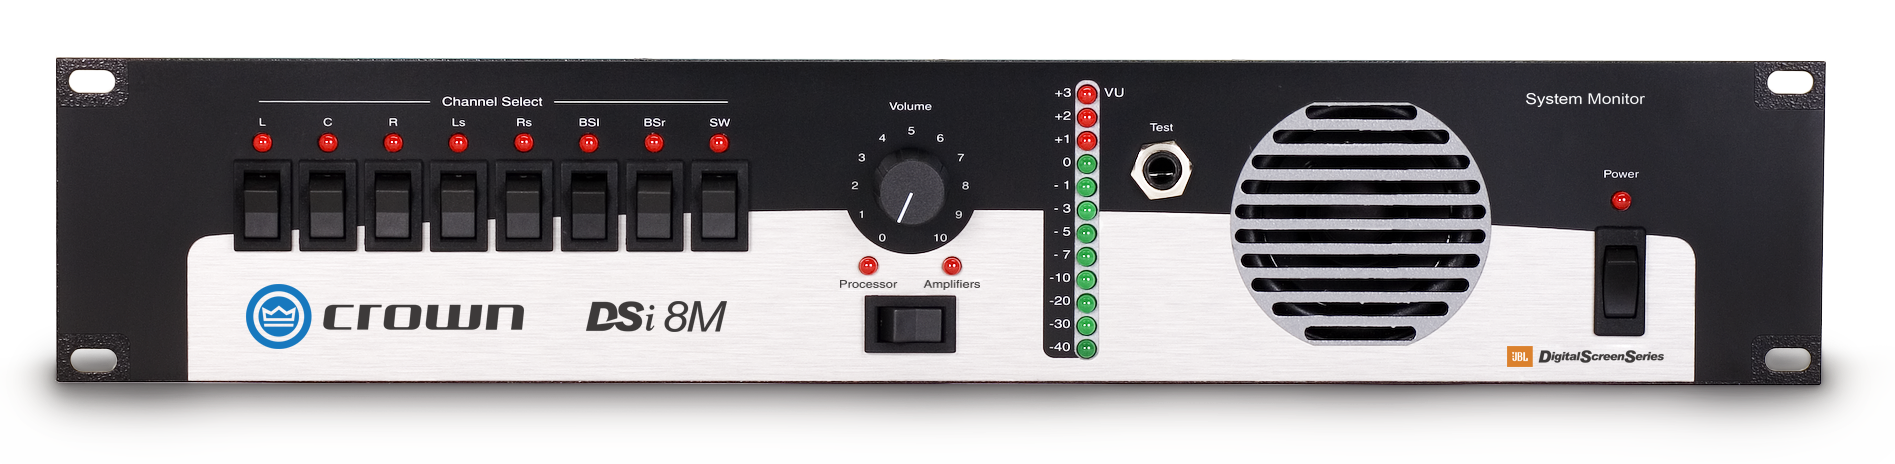 Channel Select
L C R Ls Rs BSl BSr SW
Volume
0 1 2 3 4 5 6 7 8 9 10
Processor Amplifiers
VU
+3
+2
+1
0
- 1
- 3
- 5
- 7
-10
-20
-30
-40
Test
System Monitor
Power
crown DSi 8M
JBL DigitalScreenSeries